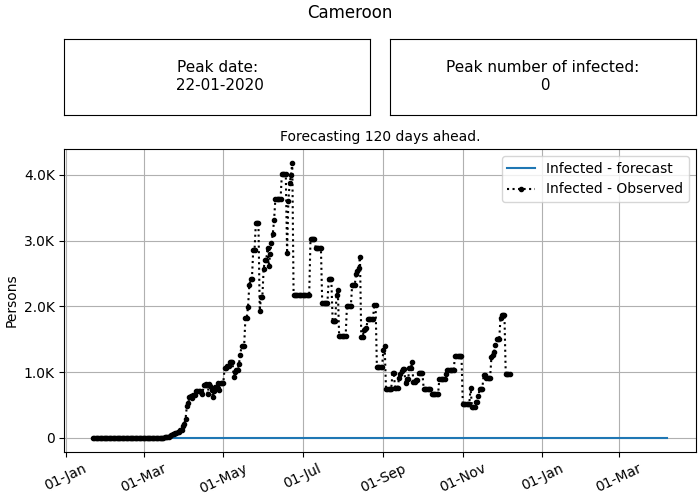 Cameroon
Peak date:
22-01-2020
Peak number of infected:
0
Forecasting 120 days ahead.
Infected - forecast
Infected - Observed
4.0K
3.0K
2.0K
1.0K
0
Persons
01-Jan
01-Mar
01-May
01-Jul
01-Sep
01-Nov
01-Jan
01-Mar